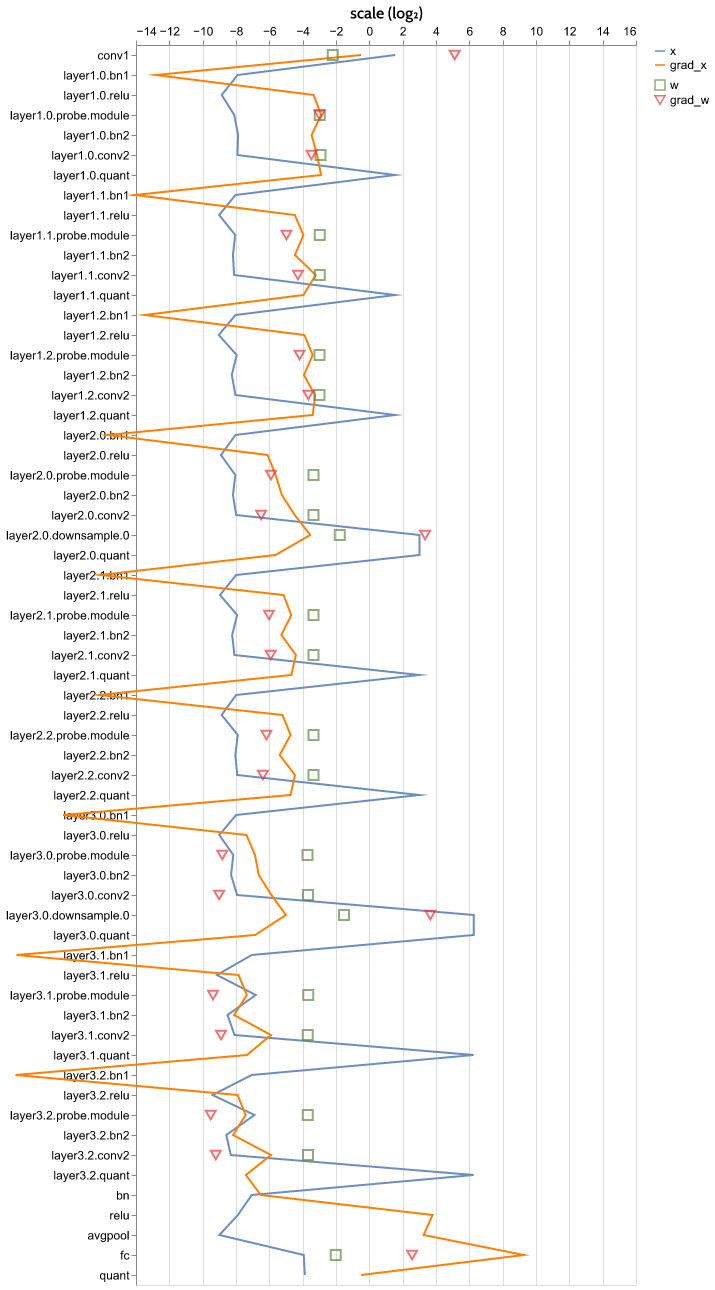 scale (log₂)
−14 −12 −10 −8 −6 −4 −2 0 2 4 6 8 10 12 14 16
x
grad_x
w
grad_w
conv1
layer1.0.bn1
layer1.0.relu
layer1.0.probe.module
layer1.0.bn2
layer1.0.conv2
layer1.0.quant
layer1.1.bn1
layer1.1.relu
layer1.1.probe.module
layer1.1.bn2
layer1.1.conv2
layer1.1.quant
layer1.2.bn1
layer1.2.relu
layer1.2.probe.module
layer1.2.bn2
layer1.2.conv2
layer1.2.quant
layer2.0.bn1
layer2.0.relu
layer2.0.probe.module
layer2.0.bn2
layer2.0.conv2
layer2.0.downsample.0
layer2.0.quant
layer2.1.bn1
layer2.1.relu
layer2.1.probe.module
layer2.1.bn2
layer2.1.conv2
layer2.1.quant
layer2.2.bn1
layer2.2.relu
layer2.2.probe.module
layer2.2.bn2
layer2.2.conv2
layer2.2.quant
layer3.0.bn1
layer3.0.relu
layer3.0.probe.module
layer3.0.bn2
layer3.0.conv2
layer3.0.downsample.0
layer3.0.quant
layer3.1.bn1
layer3.1.relu
layer3.1.probe.module
layer3.1.bn2
layer3.1.conv2
layer3.1.quant
layer3.2.bn1
layer3.2.relu
layer3.2.probe.module
layer3.2.bn2
layer3.2.conv2
layer3.2.quant
bn
relu
avgpool
fc
quant